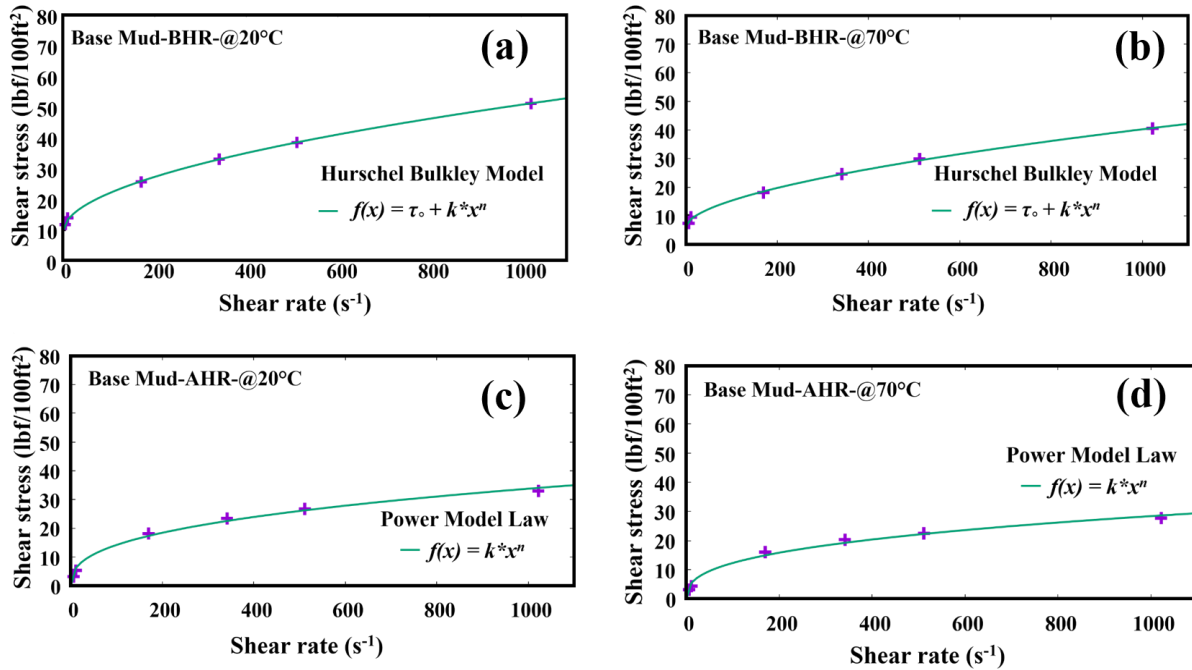 Base Mud-BHR-@20°C
(a)
Shear stress (lbf/100ft²)
80
70
60
50
40
30
20
10
0
Hurschel Bulkley Model
f(x) = τ₀ + k*xⁿ
0
200
400
600
800
1000
Shear rate (s⁻¹)
Base Mud-BHR-@70°C
(b)
Shear stress (lbf/100ft²)
80
70
60
50
40
30
20
10
0
Hurschel Bulkley Model
f(x) = τ₀ + k*xⁿ
0
200
400
600
800
1000
Shear rate (s⁻¹)
Base Mud-AHR-@20°C
(c)
Shear stress (lbf/100ft²)
80
70
60
50
40
30
20
10
0
Power Model Law
f(x) = k*xⁿ
0
200
400
600
800
1000
Shear rate (s⁻¹)
Base Mud-AHR-@70°C
(d)
Shear stress (lbf/100ft²)
80
70
60
50
40
30
20
10
0
Power Model Law
f(x) = k*xⁿ
0
200
400
600
800
1000
Shear rate (s⁻¹)